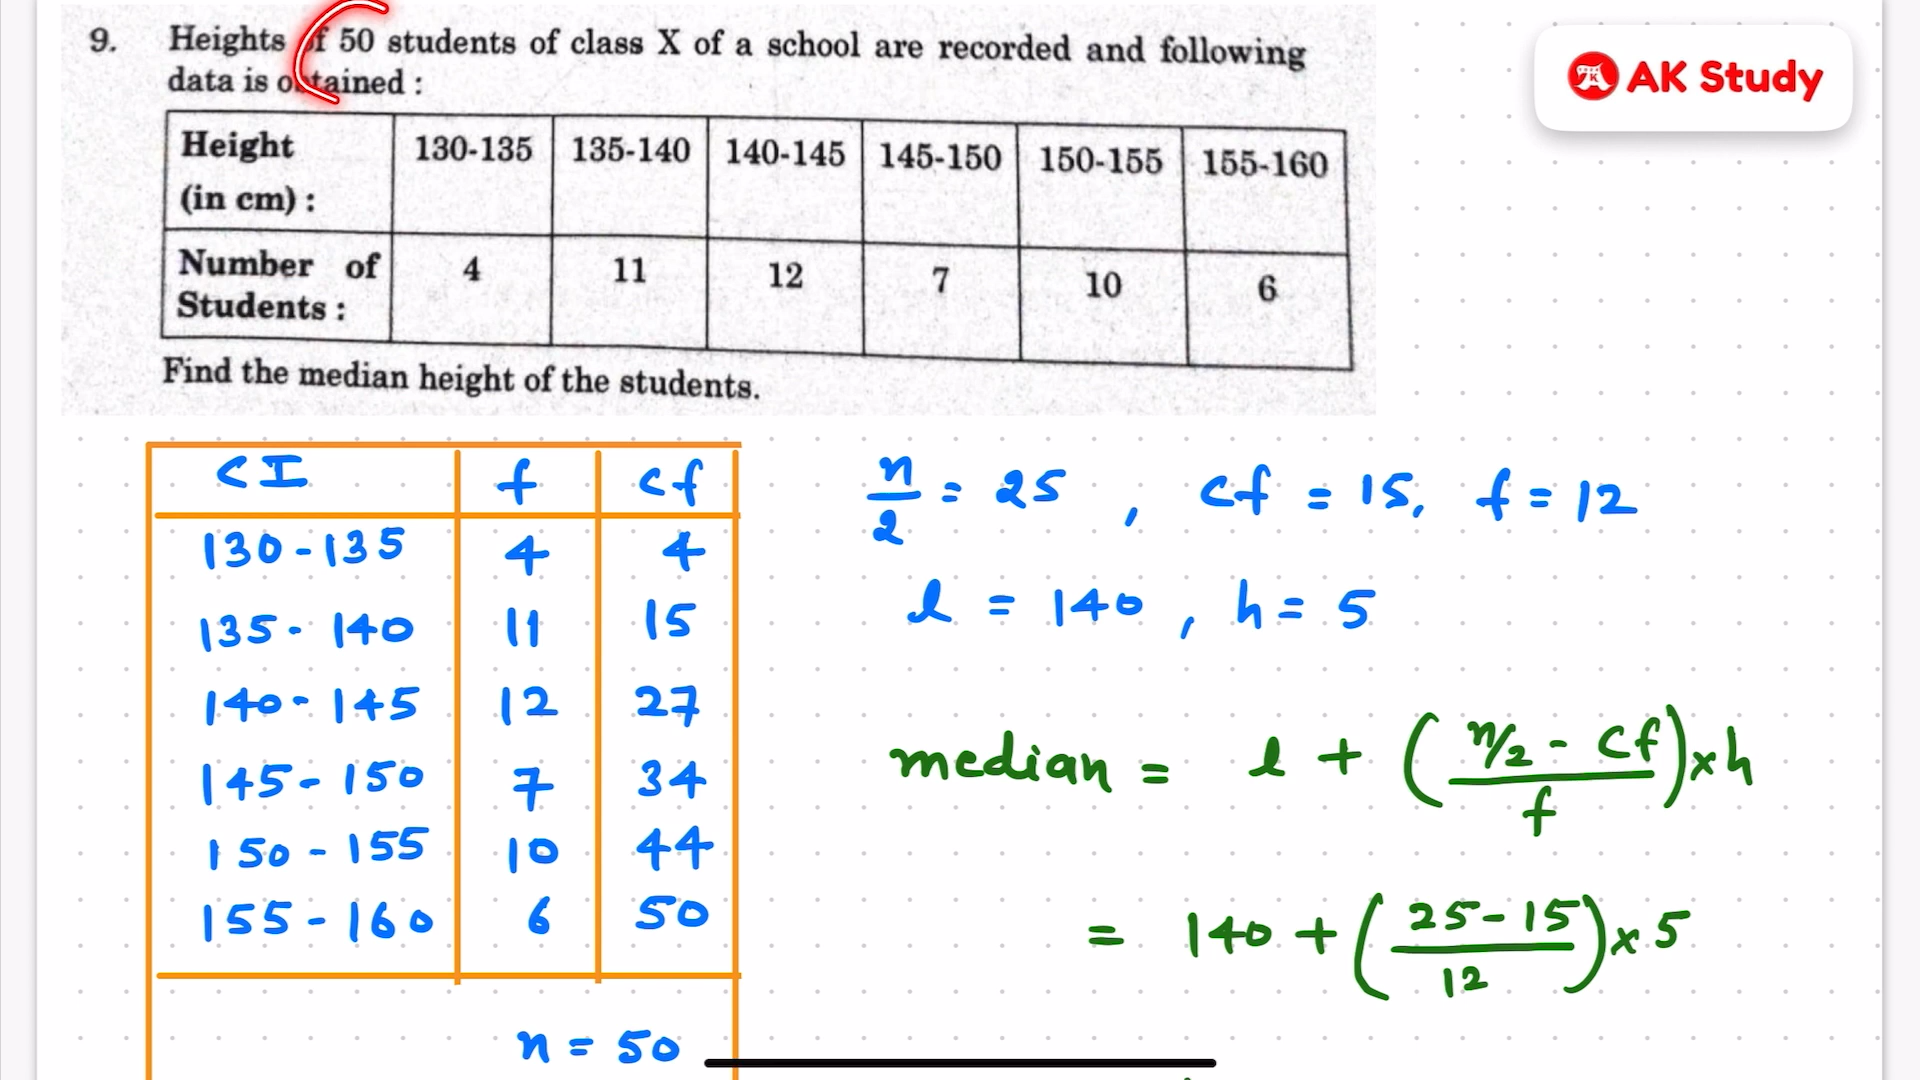 9. Heights of 50 students of class X of a school are recorded and following
data is obtained :
AK Study
Height (in cm) : 130-135 135-140 140-145 145-150 150-155 155-160
Number of Students : 4 11 12 7 10 6
Find the median height of the students.
CI f cf
130-135 4 4
135-140 11 15
140-145 12 27
145-150 7 34
150-155 10 44
155-160 6 50
n = 50
n/2 = 25, cf = 15, f = 12
l = 140, h = 5
median = l + ( (n/2 - cf) / f ) × h
= 140 + ( (25-15) / 12 ) × 5